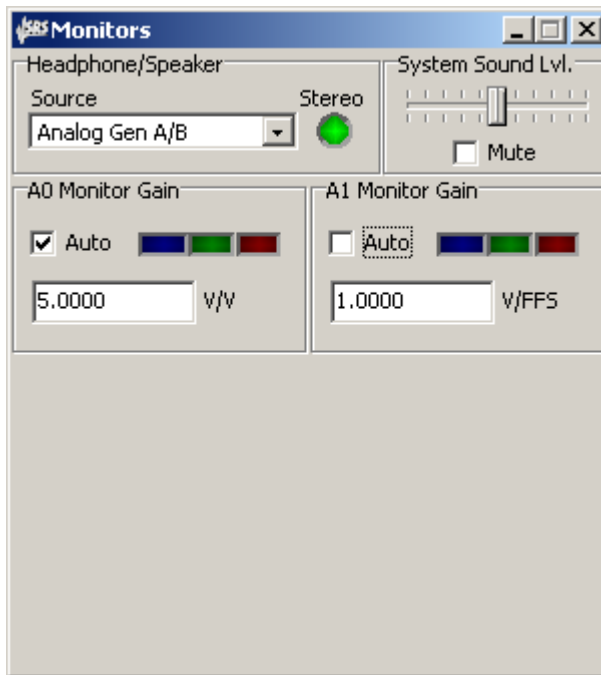 SRS Monitors
Headphone/Speaker
System Sound Lvl.
Source
Stereo
Analog Gen A/B
Mute
A0 Monitor Gain
A1 Monitor Gain
Auto
Auto
5.0000 V/V
1.0000 V/FFS